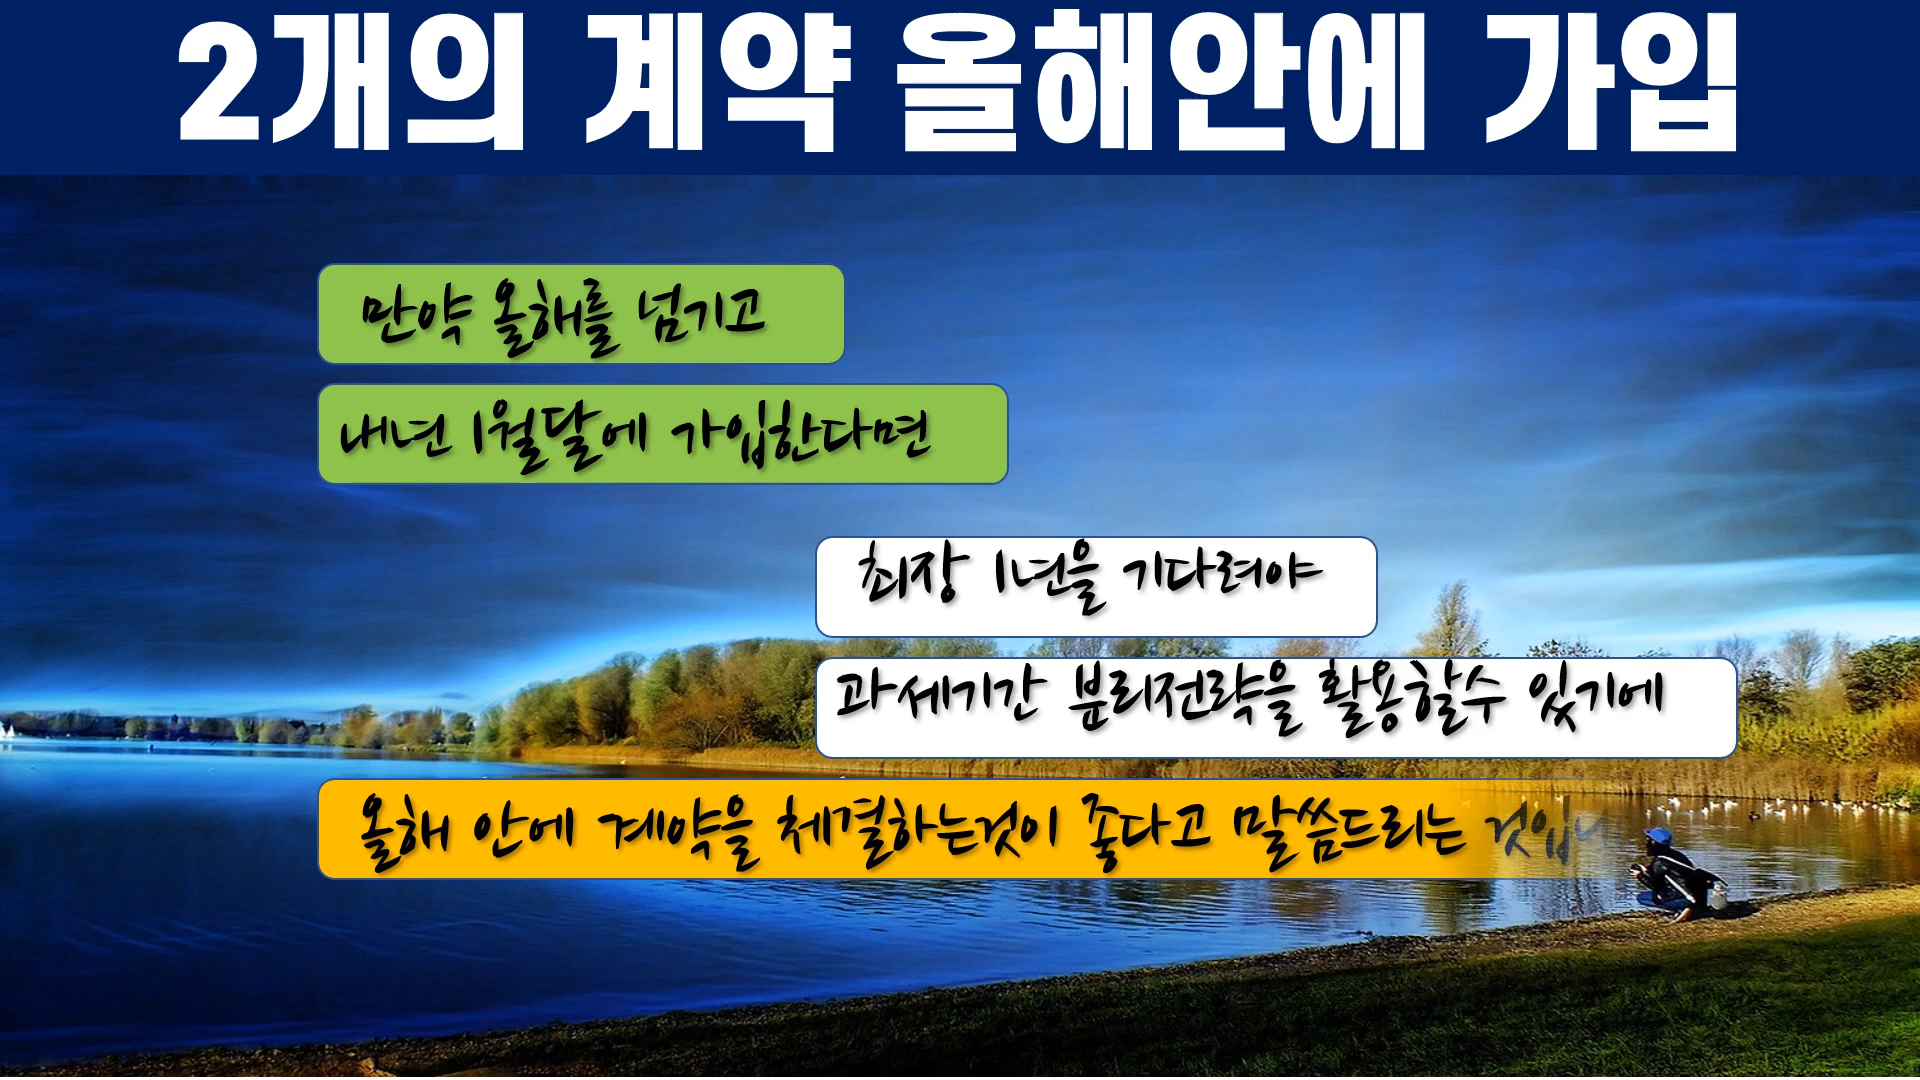 2개의 계약 올해안에 가입
만약 올해를 넘기고
내년 1월달에 가입한다면
최장 1년을 기다려야
과세기간 분리전략을 활용할수 있기에
올해 안에 계약을 체결하는것이 좋다고 말씀드리는 것입니